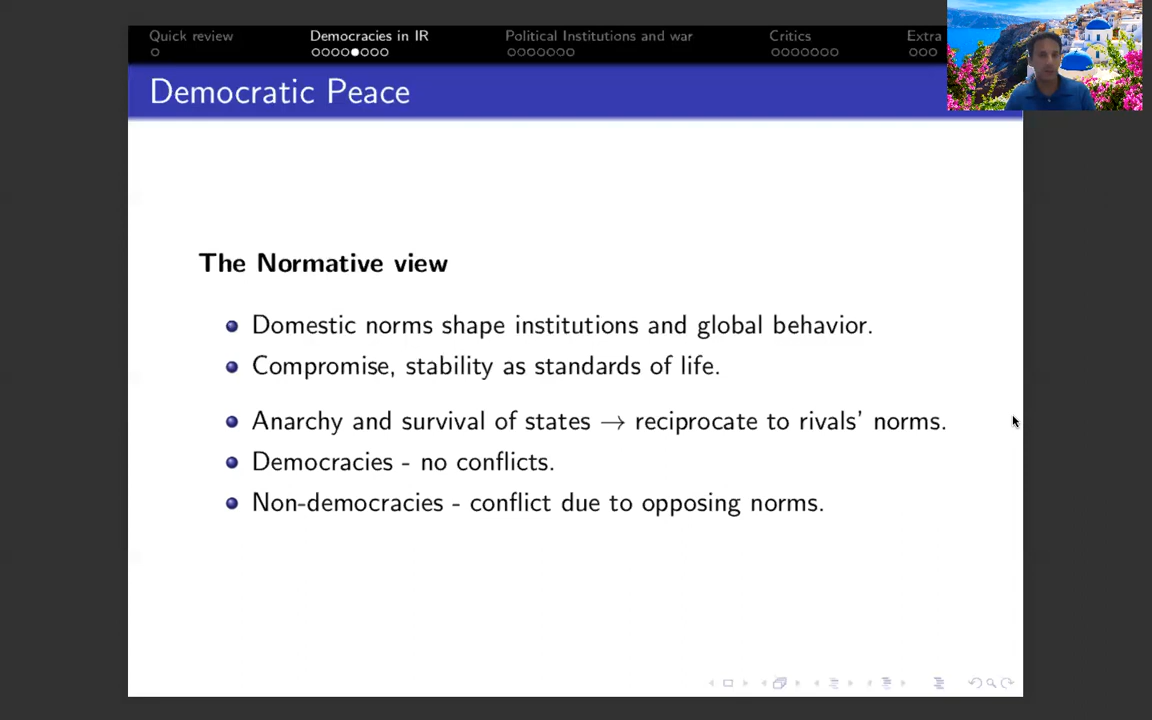 Quick review
Democracies in IR
Political Institutions and war
Critics
Extra
Democratic Peace
The Normative view
Domestic norms shape institutions and global behavior.
Compromise, stability as standards of life.
Anarchy and survival of states → reciprocate to rivals' norms.
Democracies - no conflicts.
Non-democracies - conflict due to opposing norms.